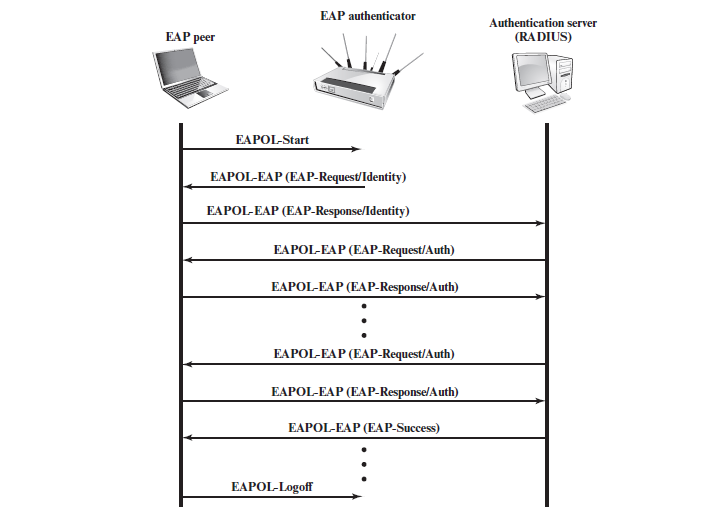 EAP peer
EAP authenticator
Authentication server
(RADIUS)
EAPOL-Start
EAPOL-EAP (EAP-Request/Identity)
EAPOL-EAP (EAP-Response/Identity)
EAPOL-EAP (EAP-Request/Auth)
EAPOL-EAP (EAP-Response/Auth)
EAPOL-EAP (EAP-Request/Auth)
EAPOL-EAP (EAP-Response/Auth)
EAPOL-EAP (EAP-Success)
EAPOL-Logoff